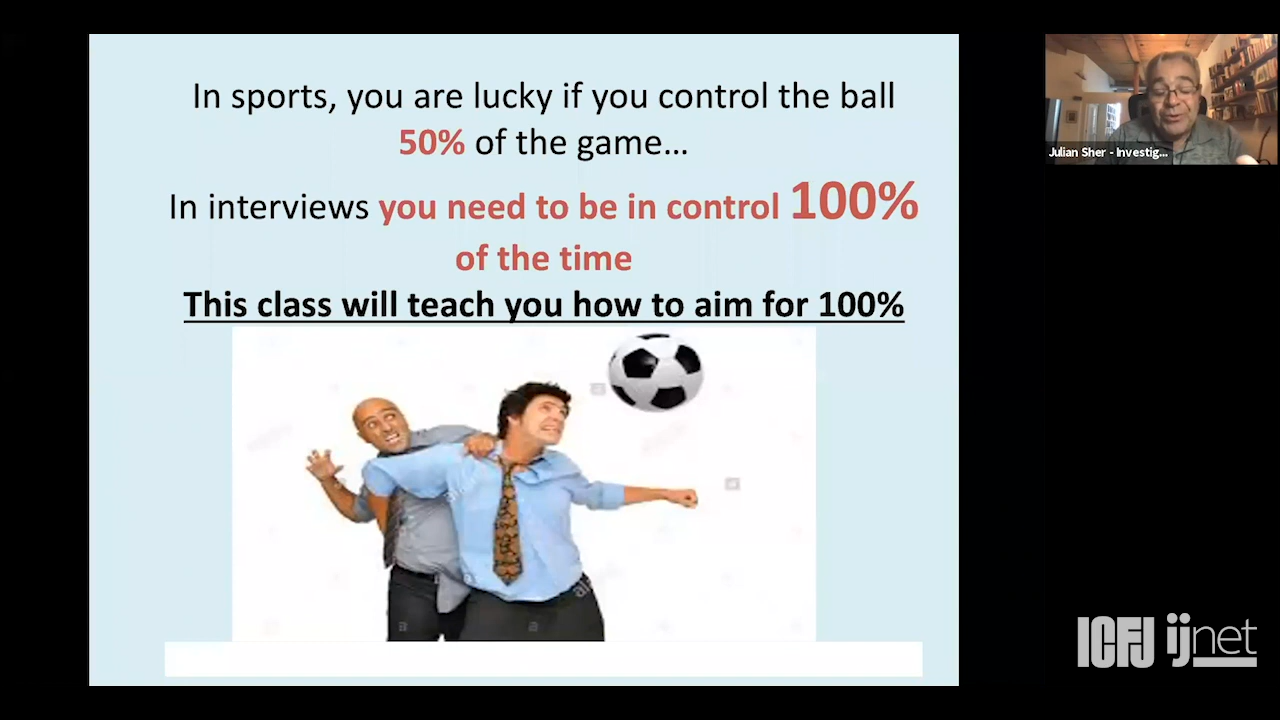 In sports, you are lucky if you control the ball
50% of the game...
In interviews you need to be in control 100%
of the time
This class will teach you how to aim for 100%
Julian Sher - Investig...
ICFJ ijnet